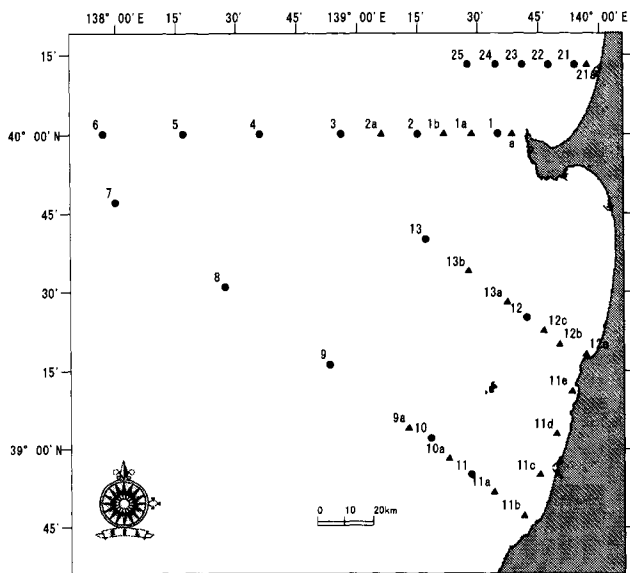 138° 00' E 15' 30' 45' 139° 00' E 15' 30' 45' 140° 00' E
15'
25 24 23 22 21
21a
40° 00' N
6 5 4 3 2a 2 1b 1a 1
a
7
45'
13
13b
8
30'
13a
12 12c
12b
12a
9
15'
11e
9a 10
11d
10a
39° 00' N
11 11c
11a
11b
45'
0 10 20km